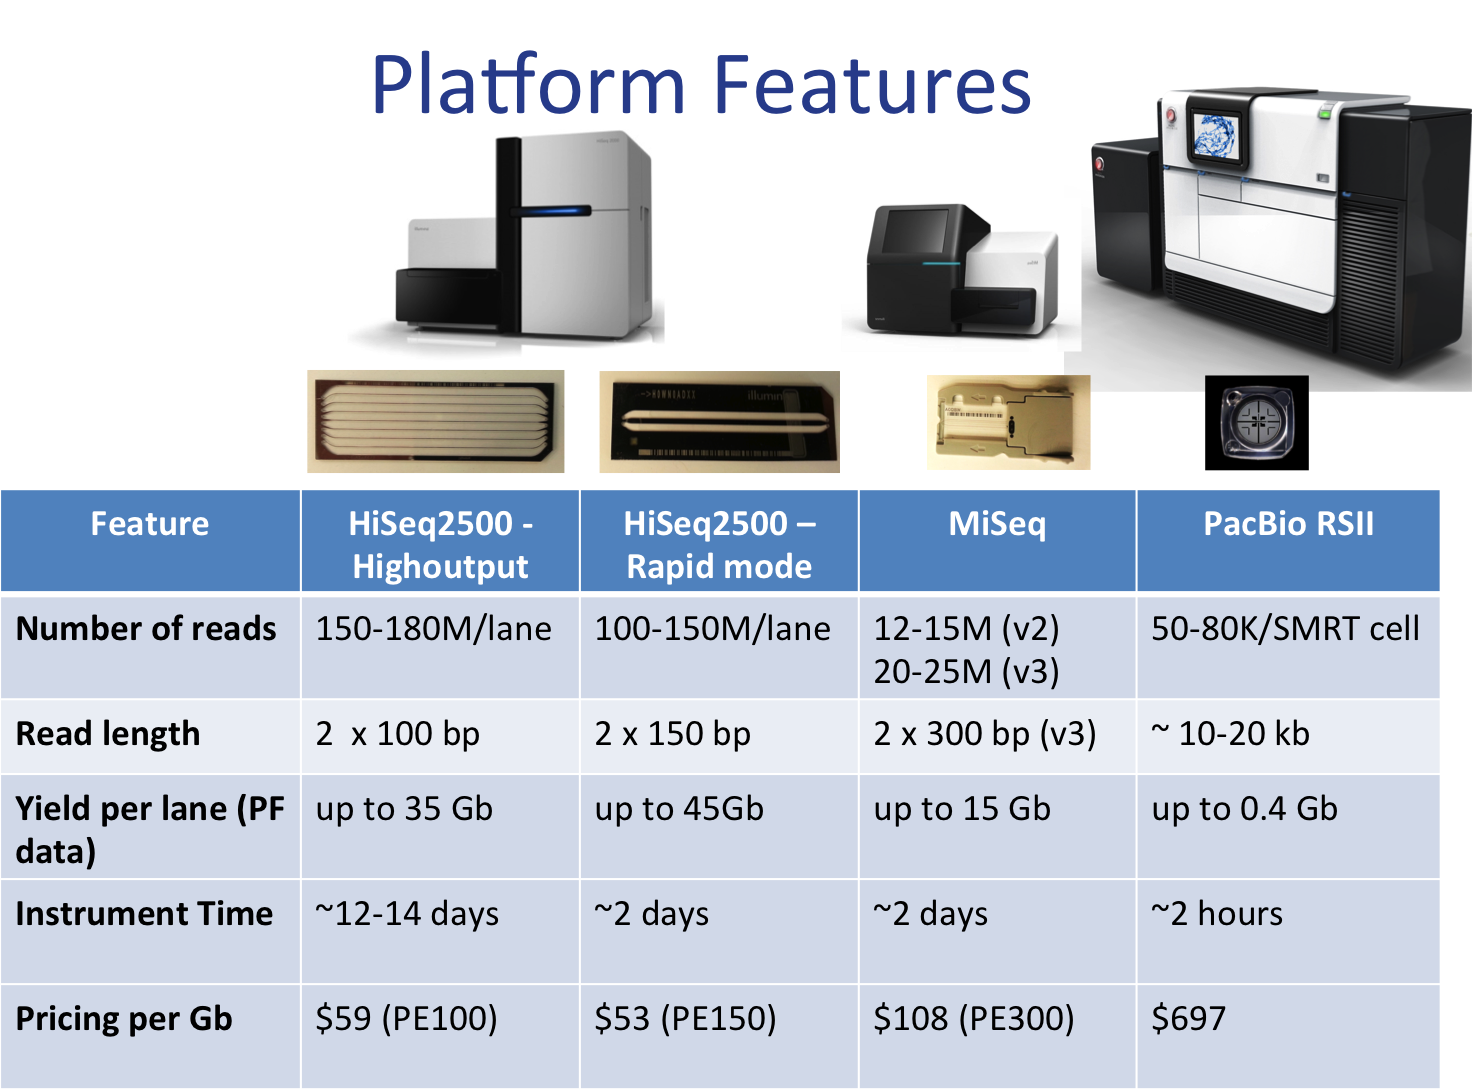 Platform Features
illumin
Feature
HiSeq2500 -
Highoutput
HiSeq2500 –
Rapid mode
MiSeq
PacBio RSII
Number of reads
150-180M/lane
100-150M/lane
12-15M (v2)
20-25M (v3)
50-80K/SMRT cell
Read length
2  x 100 bp
2 x 150 bp
2 x 300 bp (v3)
~ 10-20 kb
Yield per lane (PF
data)
up to 35 Gb
up to 45Gb
up to 15 Gb
up to 0.4 Gb
Instrument Time
~12-14 days
~2 days
~2 days
~2 hours
Pricing per Gb
$59 (PE100)
$53 (PE150)
$108 (PE300)
$697